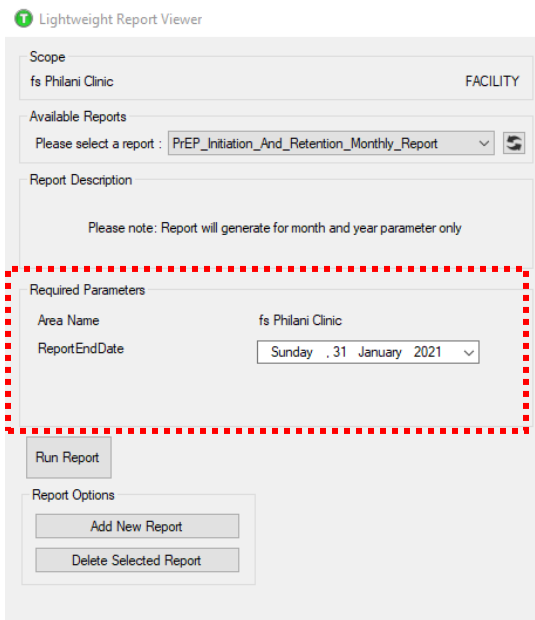 T Lightweight Report Viewer
Scope
fs Philani Clinic FACILITY
Available Reports
Please select a report : PrEP_Initiation_And_Retention_Monthly_Report
Report Description
Please note: Report will generate for month and year parameter only
Required Parameters
Area Name fs Philani Clinic
ReportEndDate Sunday , 31 January 2021
Run Report
Report Options
Add New Report
Delete Selected Report